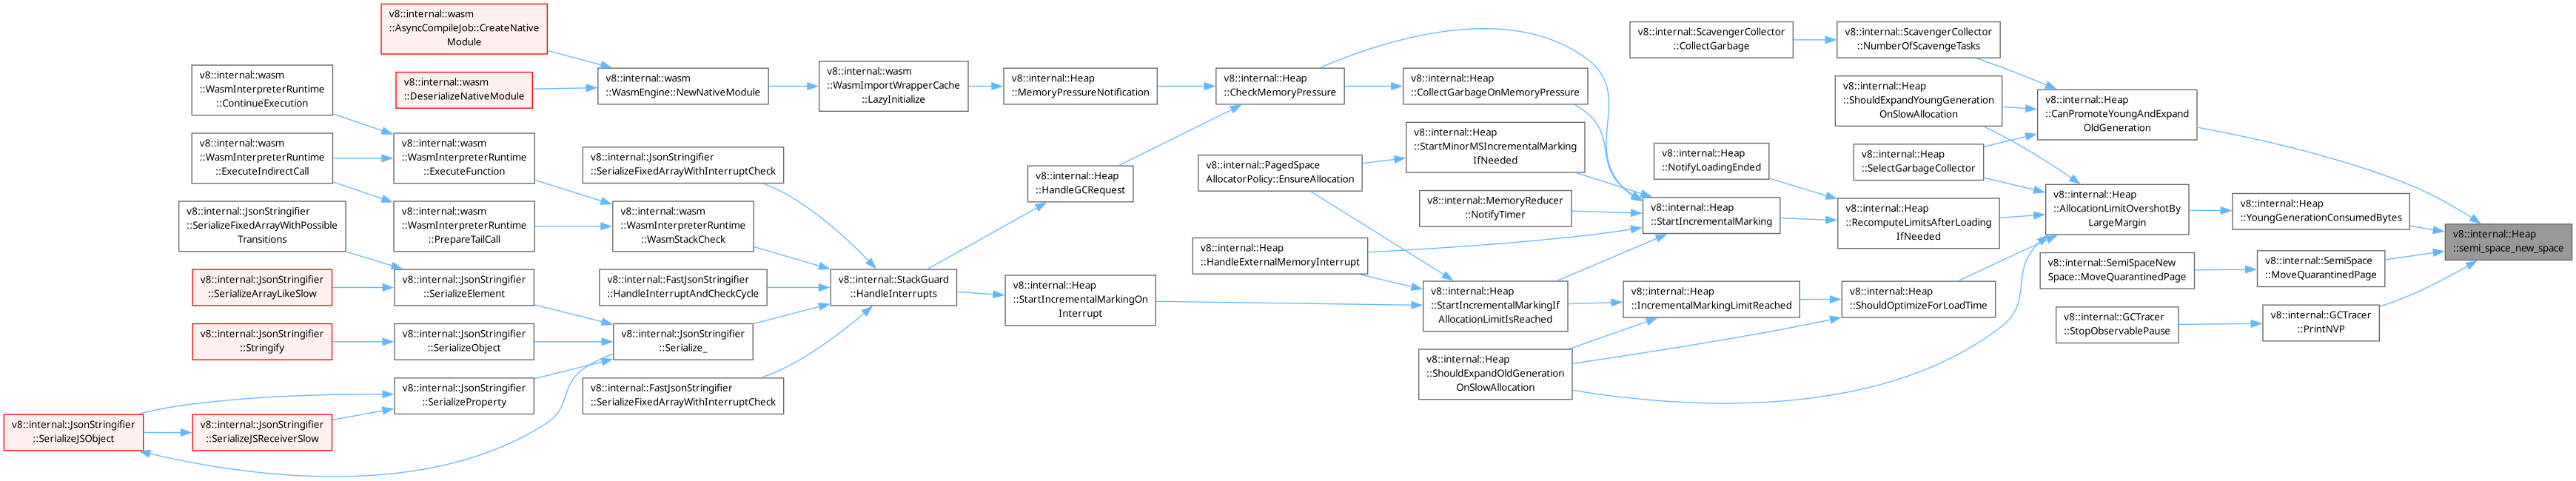 v8::internal::wasm
::AsyncCompileJob::CreateNative
Module
v8::internal::wasm
::WasmInterpreterRuntime
::ContinueExecution
v8::internal::wasm
::DeserializeNativeModule
v8::internal::wasm
::WasmEngine::NewNativeModule
v8::internal::wasm
::WasmImportWrapperCache
::LazyInitialize
v8::internal::Heap
::MemoryPressureNotification
v8::internal::Heap
::CheckMemoryPressure
v8::internal::Heap
::CollectGarbageOnMemoryPressure
v8::internal::ScavengerCollector
::CollectGarbage
v8::internal::ScavengerCollector
::NumberOfScavengeTasks
v8::internal::Heap
::ShouldExpandYoungGeneration
OnSlowAllocation
v8::internal::Heap
::CanPromoteYoungAndExpand
OldGeneration
v8::internal::wasm
::WasmInterpreterRuntime
::ExecuteIndirectCall
v8::internal::wasm
::WasmInterpreterRuntime
::ExecuteFunction
v8::internal::JsonStringifier
::SerializeFixedArrayWithInterruptCheck
v8::internal::Heap
::HandleGCRequest
v8::internal::PagedSpace
AllocatorPolicy::EnsureAllocation
v8::internal::Heap
::StartMinorMSIncrementalMarking
IfNeeded
v8::internal::Heap
::NotifyLoadingEnded
v8::internal::Heap
::SelectGarbageCollector
v8::internal::JsonStringifier
::SerializeFixedArrayWithPossible
Transitions
v8::internal::wasm
::WasmInterpreterRuntime
::PrepareTailCall
v8::internal::wasm
::WasmInterpreterRuntime
::WasmStackCheck
v8::internal::MemoryReducer
::NotifyTimer
v8::internal::Heap
::StartIncrementalMarking
v8::internal::Heap
::RecomputeLimitsAfterLoading
IfNeeded
v8::internal::Heap
::AllocationLimitOvershotBy
LargeMargin
v8::internal::Heap
::YoungGenerationConsumedBytes
v8::internal::Heap
::semi_space_new_space
v8::internal::JsonStringifier
::SerializeArrayLikeSlow
v8::internal::JsonStringifier
::SerializeElement
v8::internal::FastJsonStringifier
::HandleInterruptAndCheckCycle
v8::internal::StackGuard
::HandleInterrupts
v8::internal::Heap
::StartIncrementalMarkingOn
Interrupt
v8::internal::Heap
::HandleExternalMemoryInterrupt
v8::internal::Heap
::StartIncrementalMarkingIf
AllocationLimitIsReached
v8::internal::Heap
::IncrementalMarkingLimitReached
v8::internal::Heap
::ShouldOptimizeForLoadTime
v8::internal::SemiSpaceNew
Space::MoveQuarantinedPage
v8::internal::SemiSpace
::MoveQuarantinedPage
v8::internal::JsonStringifier
::Stringify
v8::internal::JsonStringifier
::SerializeObject
v8::internal::JsonStringifier
::Serialize_
v8::internal::GCTracer
::StopObservablePause
v8::internal::GCTracer
::PrintNVP
v8::internal::JsonStringifier
::SerializeJSObject
v8::internal::JsonStringifier
::SerializeJSReceiverSlow
v8::internal::JsonStringifier
::SerializeProperty
v8::internal::FastJsonStringifier
::SerializeFixedArrayWithInterruptCheck
v8::internal::Heap
::ShouldExpandOldGeneration
OnSlowAllocation